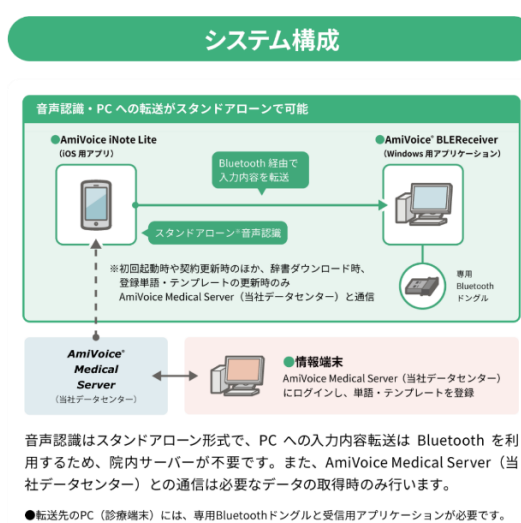 システム構成
音声認識・PC への転送がスタンドアローンで可能
●AmiVoice iNote Lite
（iOS 用アプリ）
●AmiVoice® BLEReceiver
（Windows 用アプリケーション）
Bluetooth 経由で
入力内容を転送
スタンドアローン※音声認識
※初回起動時や契約更新時のほか、辞書ダウンロード時、
登録単語・テンプレートの更新時のみ
AmiVoice Medical Server（当社データセンター）と通信
専用
Bluetooth
ドングル
AmiVoice®
Medical
Server
（当社データセンター）
●情報端末
AmiVoice Medical Server（当社データセンター）
にログインし、単語・テンプレートを登録
音声認識はスタンドアローン形式で、PC への入力内容転送は Bluetooth を利
用するため、院内サーバーが不要です。また、AmiVoice Medical Server（当
社データセンター）との通信は必要なデータの取得時のみ行います。
●転送先のPC（診療端末）には、専用Bluetoothドングルと受信用アプリケーションが必要です。